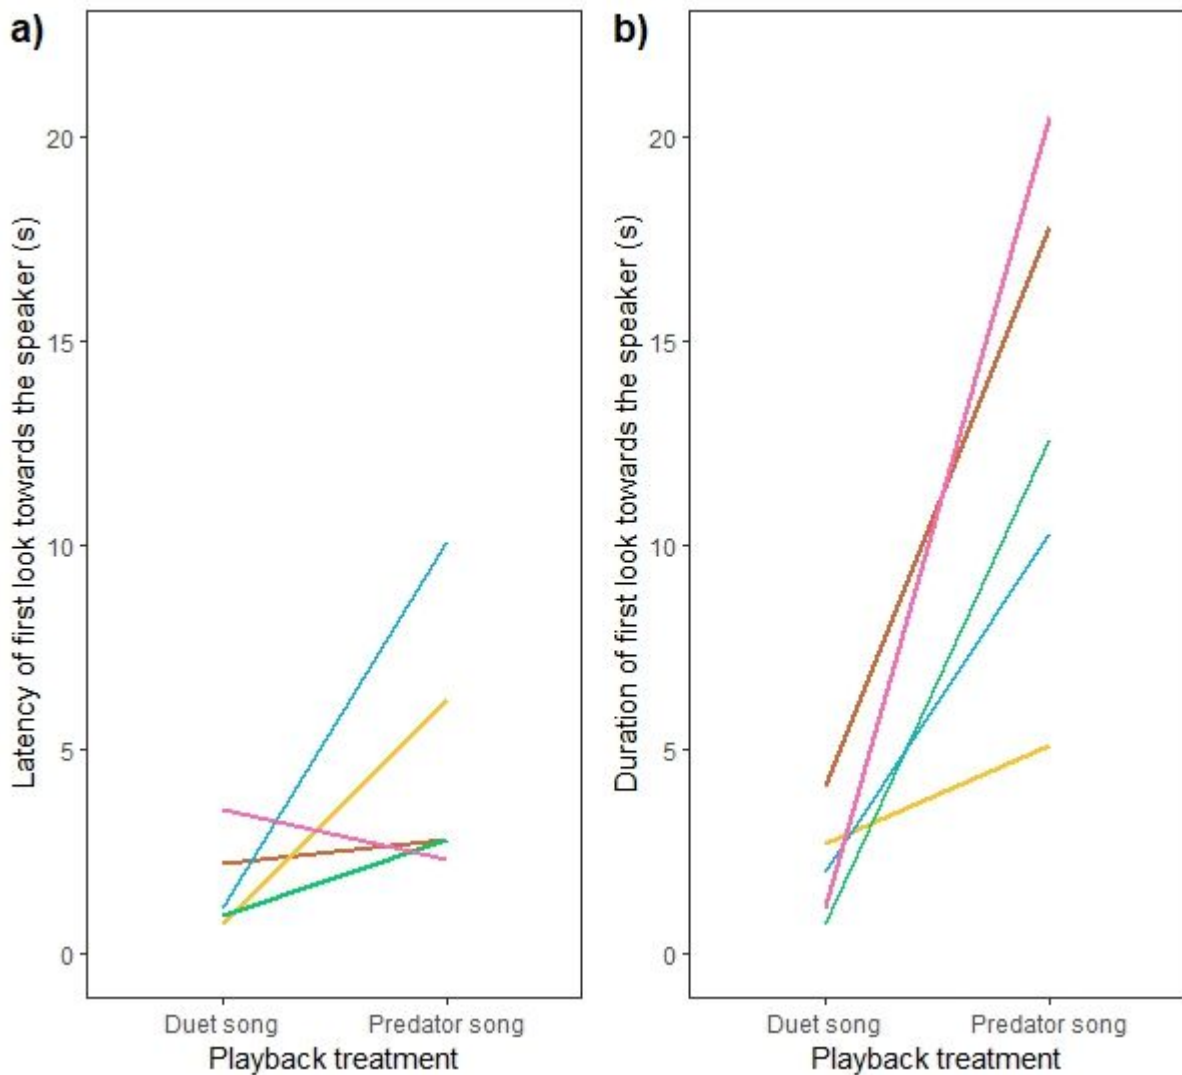 a)
Latency of first look towards the speaker (s)
20
15
10
5
0
Duet song
Predator song
Playback treatment
b)
Duration of first look towards the speaker (s)
20
15
10
5
0
Duet song
Predator song
Playback treatment